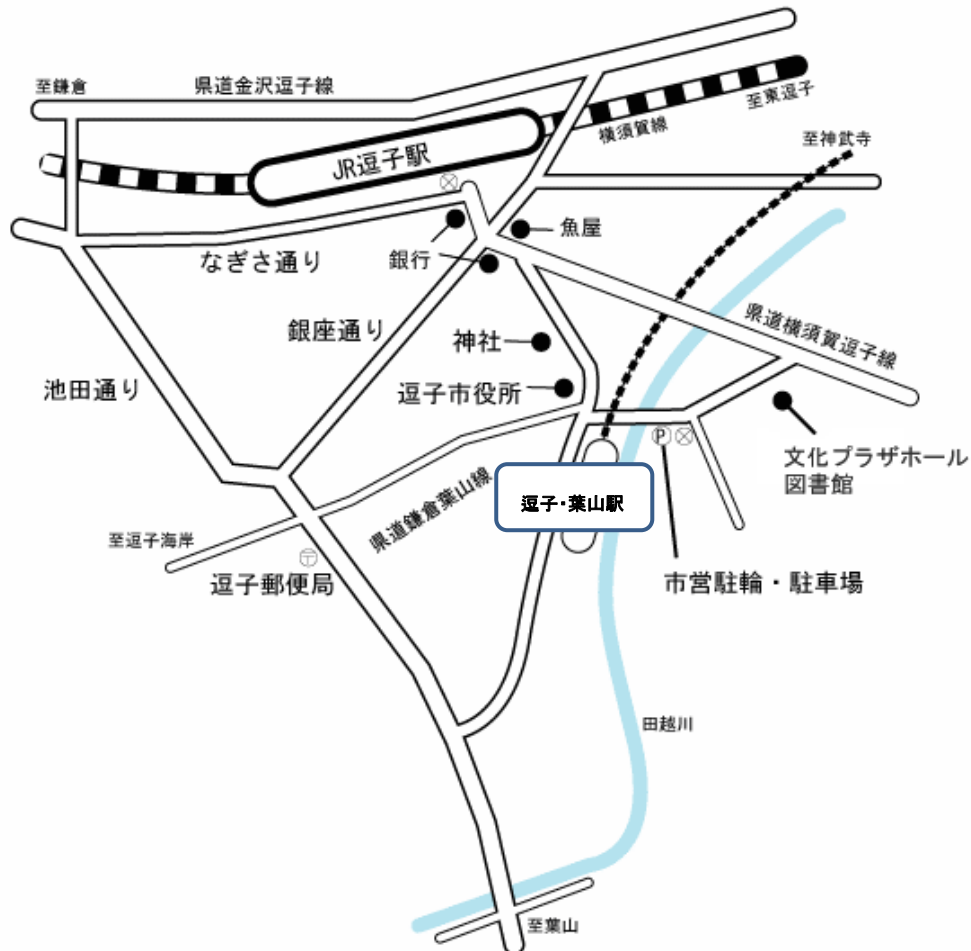 至鎌倉
県道金沢逗子線
至東逗子
横須賀線
至神武寺
JR逗子駅
魚屋
なぎさ通り
銀行
銀座通り
神社
県道横須賀逗子線
池田通り
逗子市役所
P
文化プラザホール
図書館
県道鎌倉葉山線
逗子・葉山駅
至逗子海岸
〒
逗子郵便局
市営駐輪・駐車場
田越川
至葉山